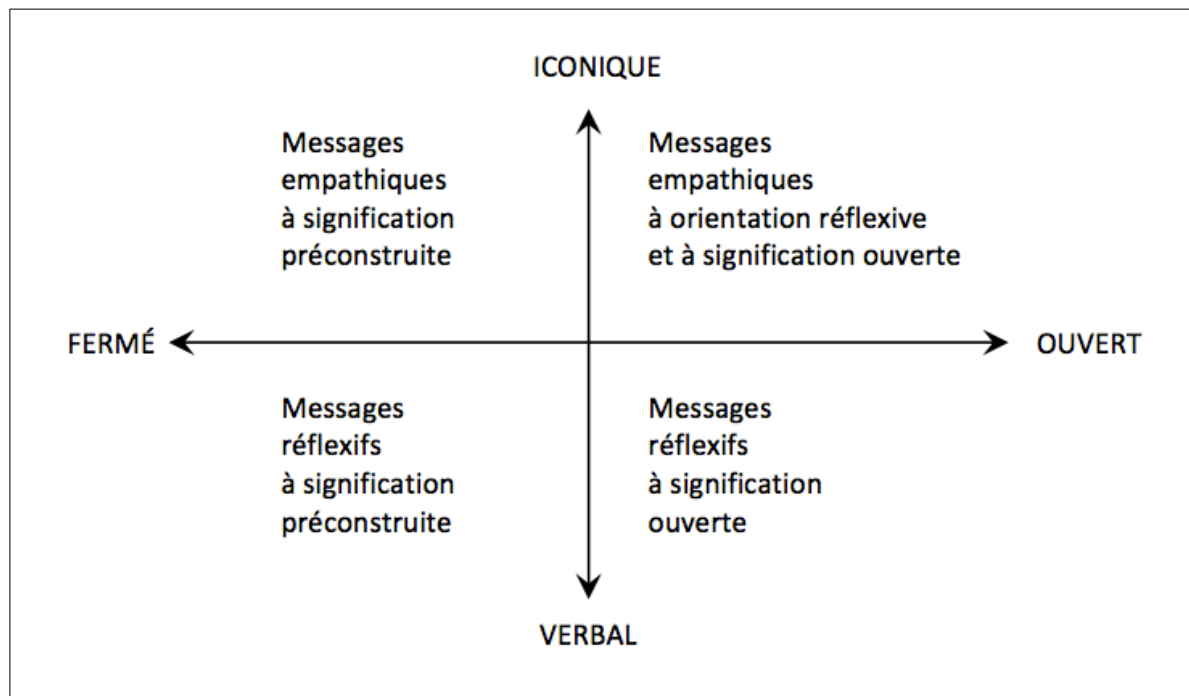 ICONIQUE
Messages
empathiques
à signification
préconstruite
Messages
empathiques
à orientation réflexive
et à signification ouverte
FERMÉ
OUVERT
Messages
réflexifs
à signification
préconstruite
Messages
réflexifs
à signification
ouverte
VERBAL